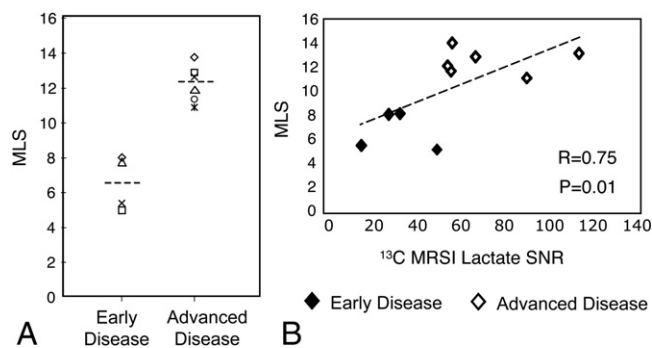 16
14
12
10
8
6
4
2
0
MLS
Early Disease
Advanced Disease
A
B
16
14
12
10
8
6
4
2
0
MLS
R=0.75
P=0.01
0 20 40 60 80 100 120 140
¹³C MRSI Lactate SNR
Early Disease
Advanced Disease